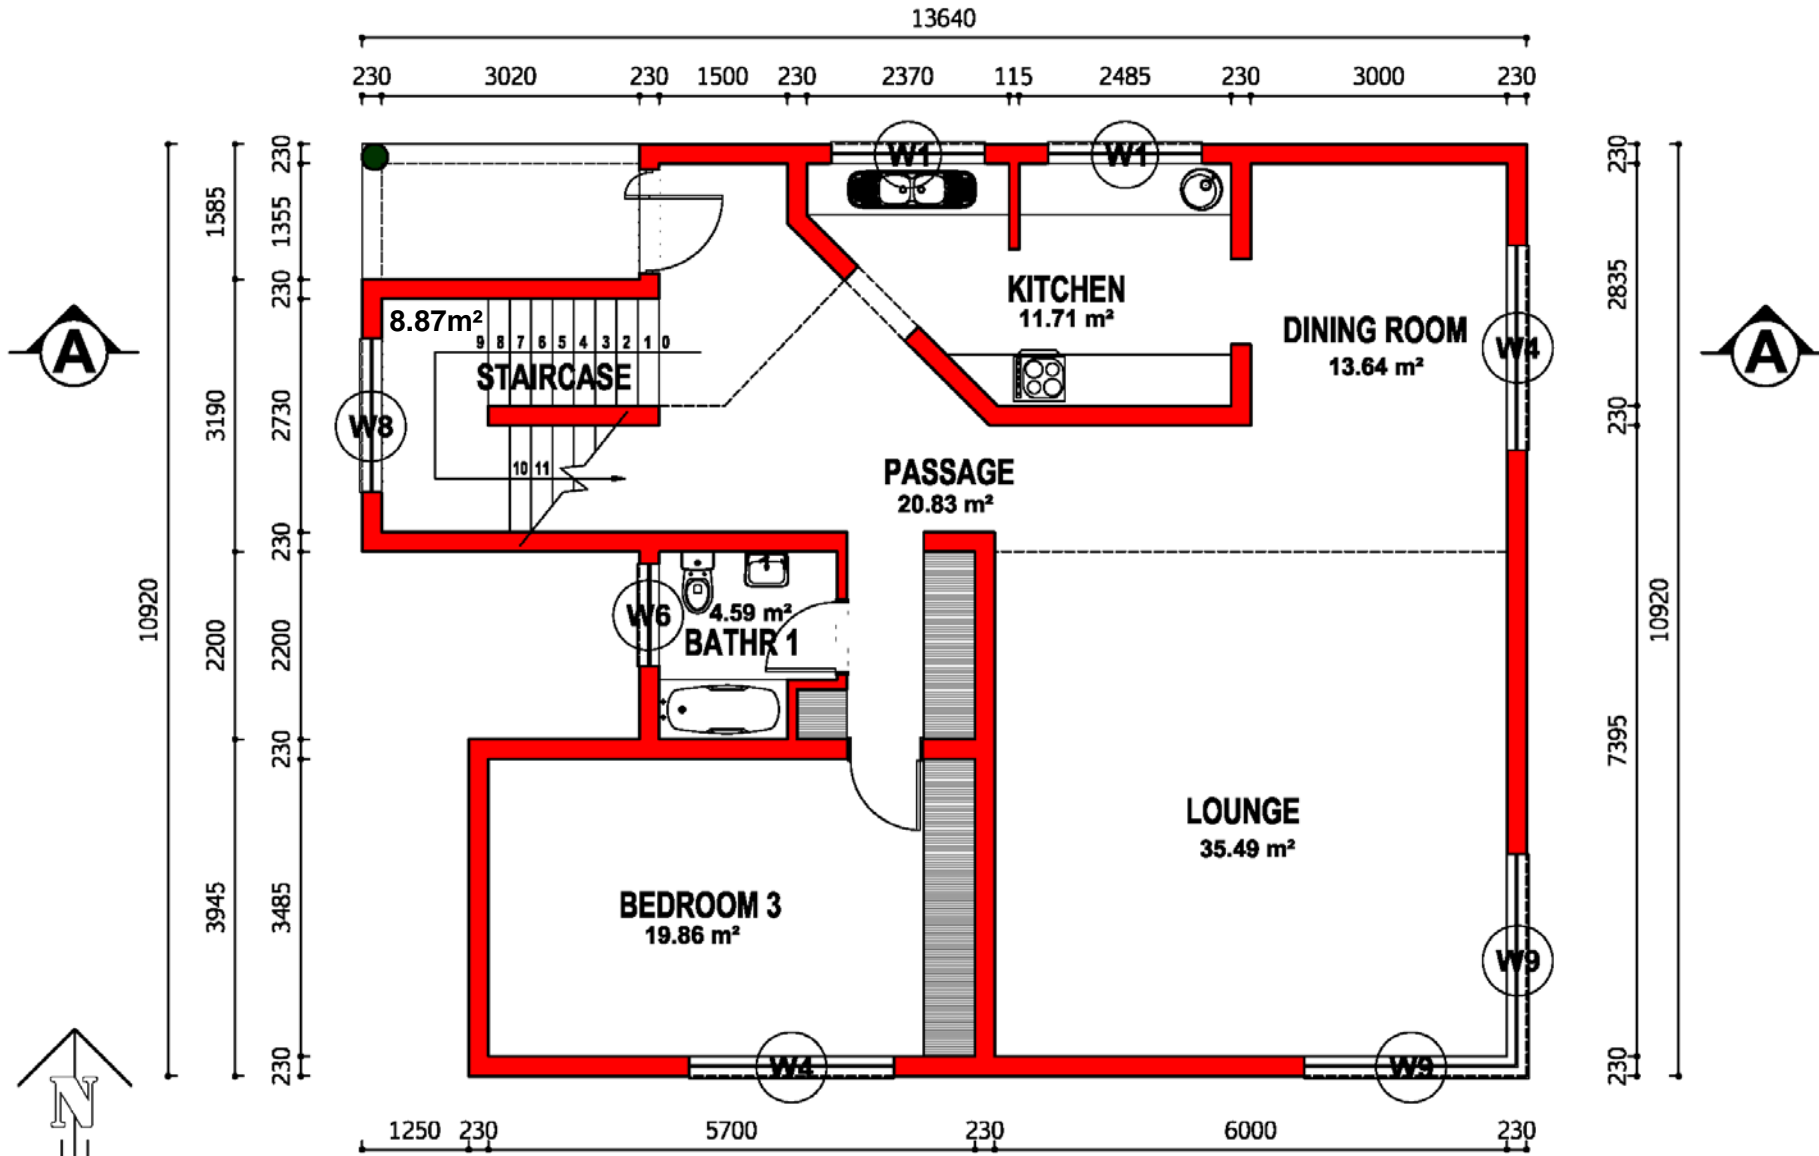 13640
230 3020 230 1500 230 2370 115 2485 230 3000 230
W1 W1
230
1585
1355
230
230
2835
KITCHEN
11.71 m²
8.87m²
9 8 7 6 5 4 3 2 1 0
STAIRCASE
DINING ROOM
13.64 m²
W4
A
A
W8
3190
2730
230
10 11
PASSAGE
20.83 m²
230
10920
2200
2200
W6
4.59 m²
BATHR 1
10920
230
7395
LOUNGE
35.49 m²
3945
3485
BEDROOM 3
19.86 m²
W9
230
W4
W9
230
N
1250 230 5700 230 6000 230